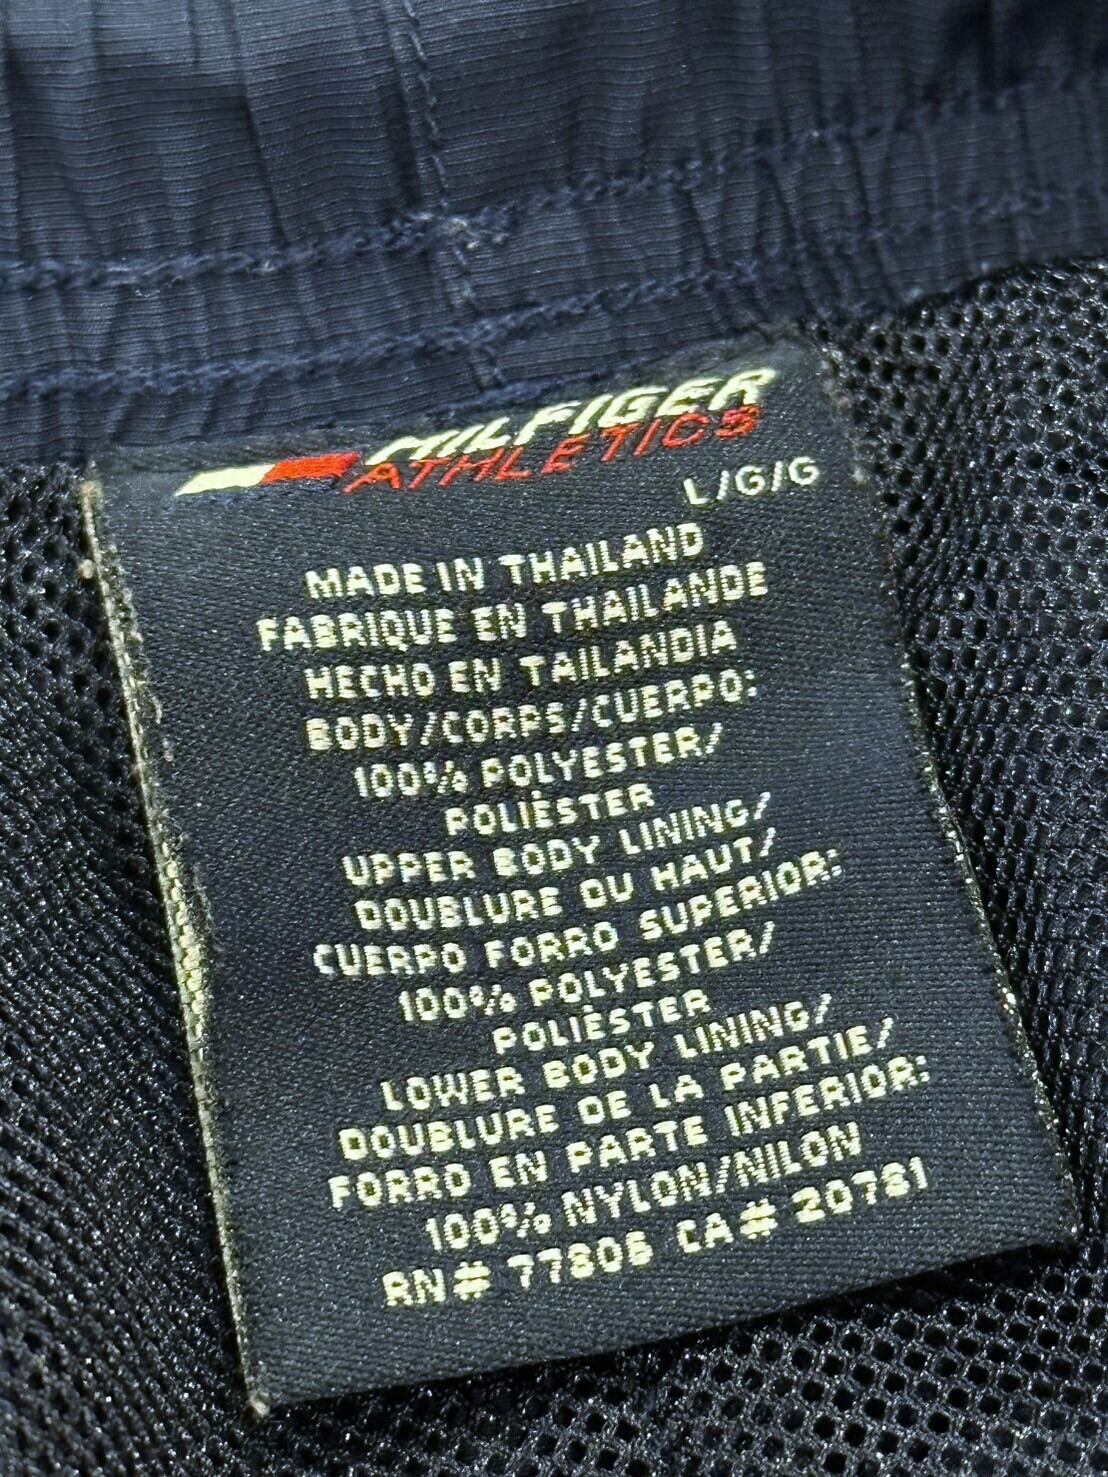 HILFIGER
ATHLETICS
L/G/G
MADE IN THAILAND
FABRIQUE EN THAILANDE
HECHO EN TAILANDIA
BODY/CORPS/CUERPO:
100% POLYESTER/
POLIÈSTER
UPPER BODY LINING/
DOUBLURE DU HAUT/
CUERPO FORRO SUPERIOR:
100% POLYESTER/
POLIÈSTER
LOWER BODY LINING/
DOUBLURE DE LA PARTIE/
FORRO EN PARTE INFERIOR:
100% NYLON/NILON
RN# 77806 CA# 20781